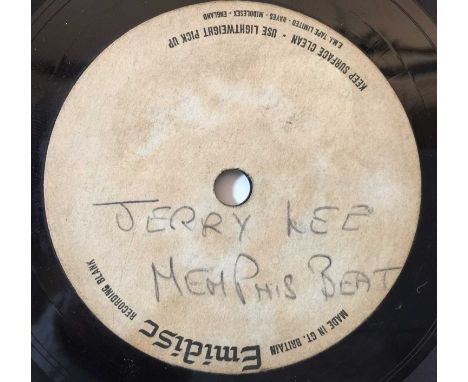 E.M.I. TAPE LIMITED · HAYES · MIDDLESEX · ENGLAND
KEEP SURFACE CLEAN - USE LIGHTWEIGHT PICK UP
JERRY LEE
MEMPHIS BEAT
RECORDING BLANK
Emidisc
MADE IN GT. BRITAIN